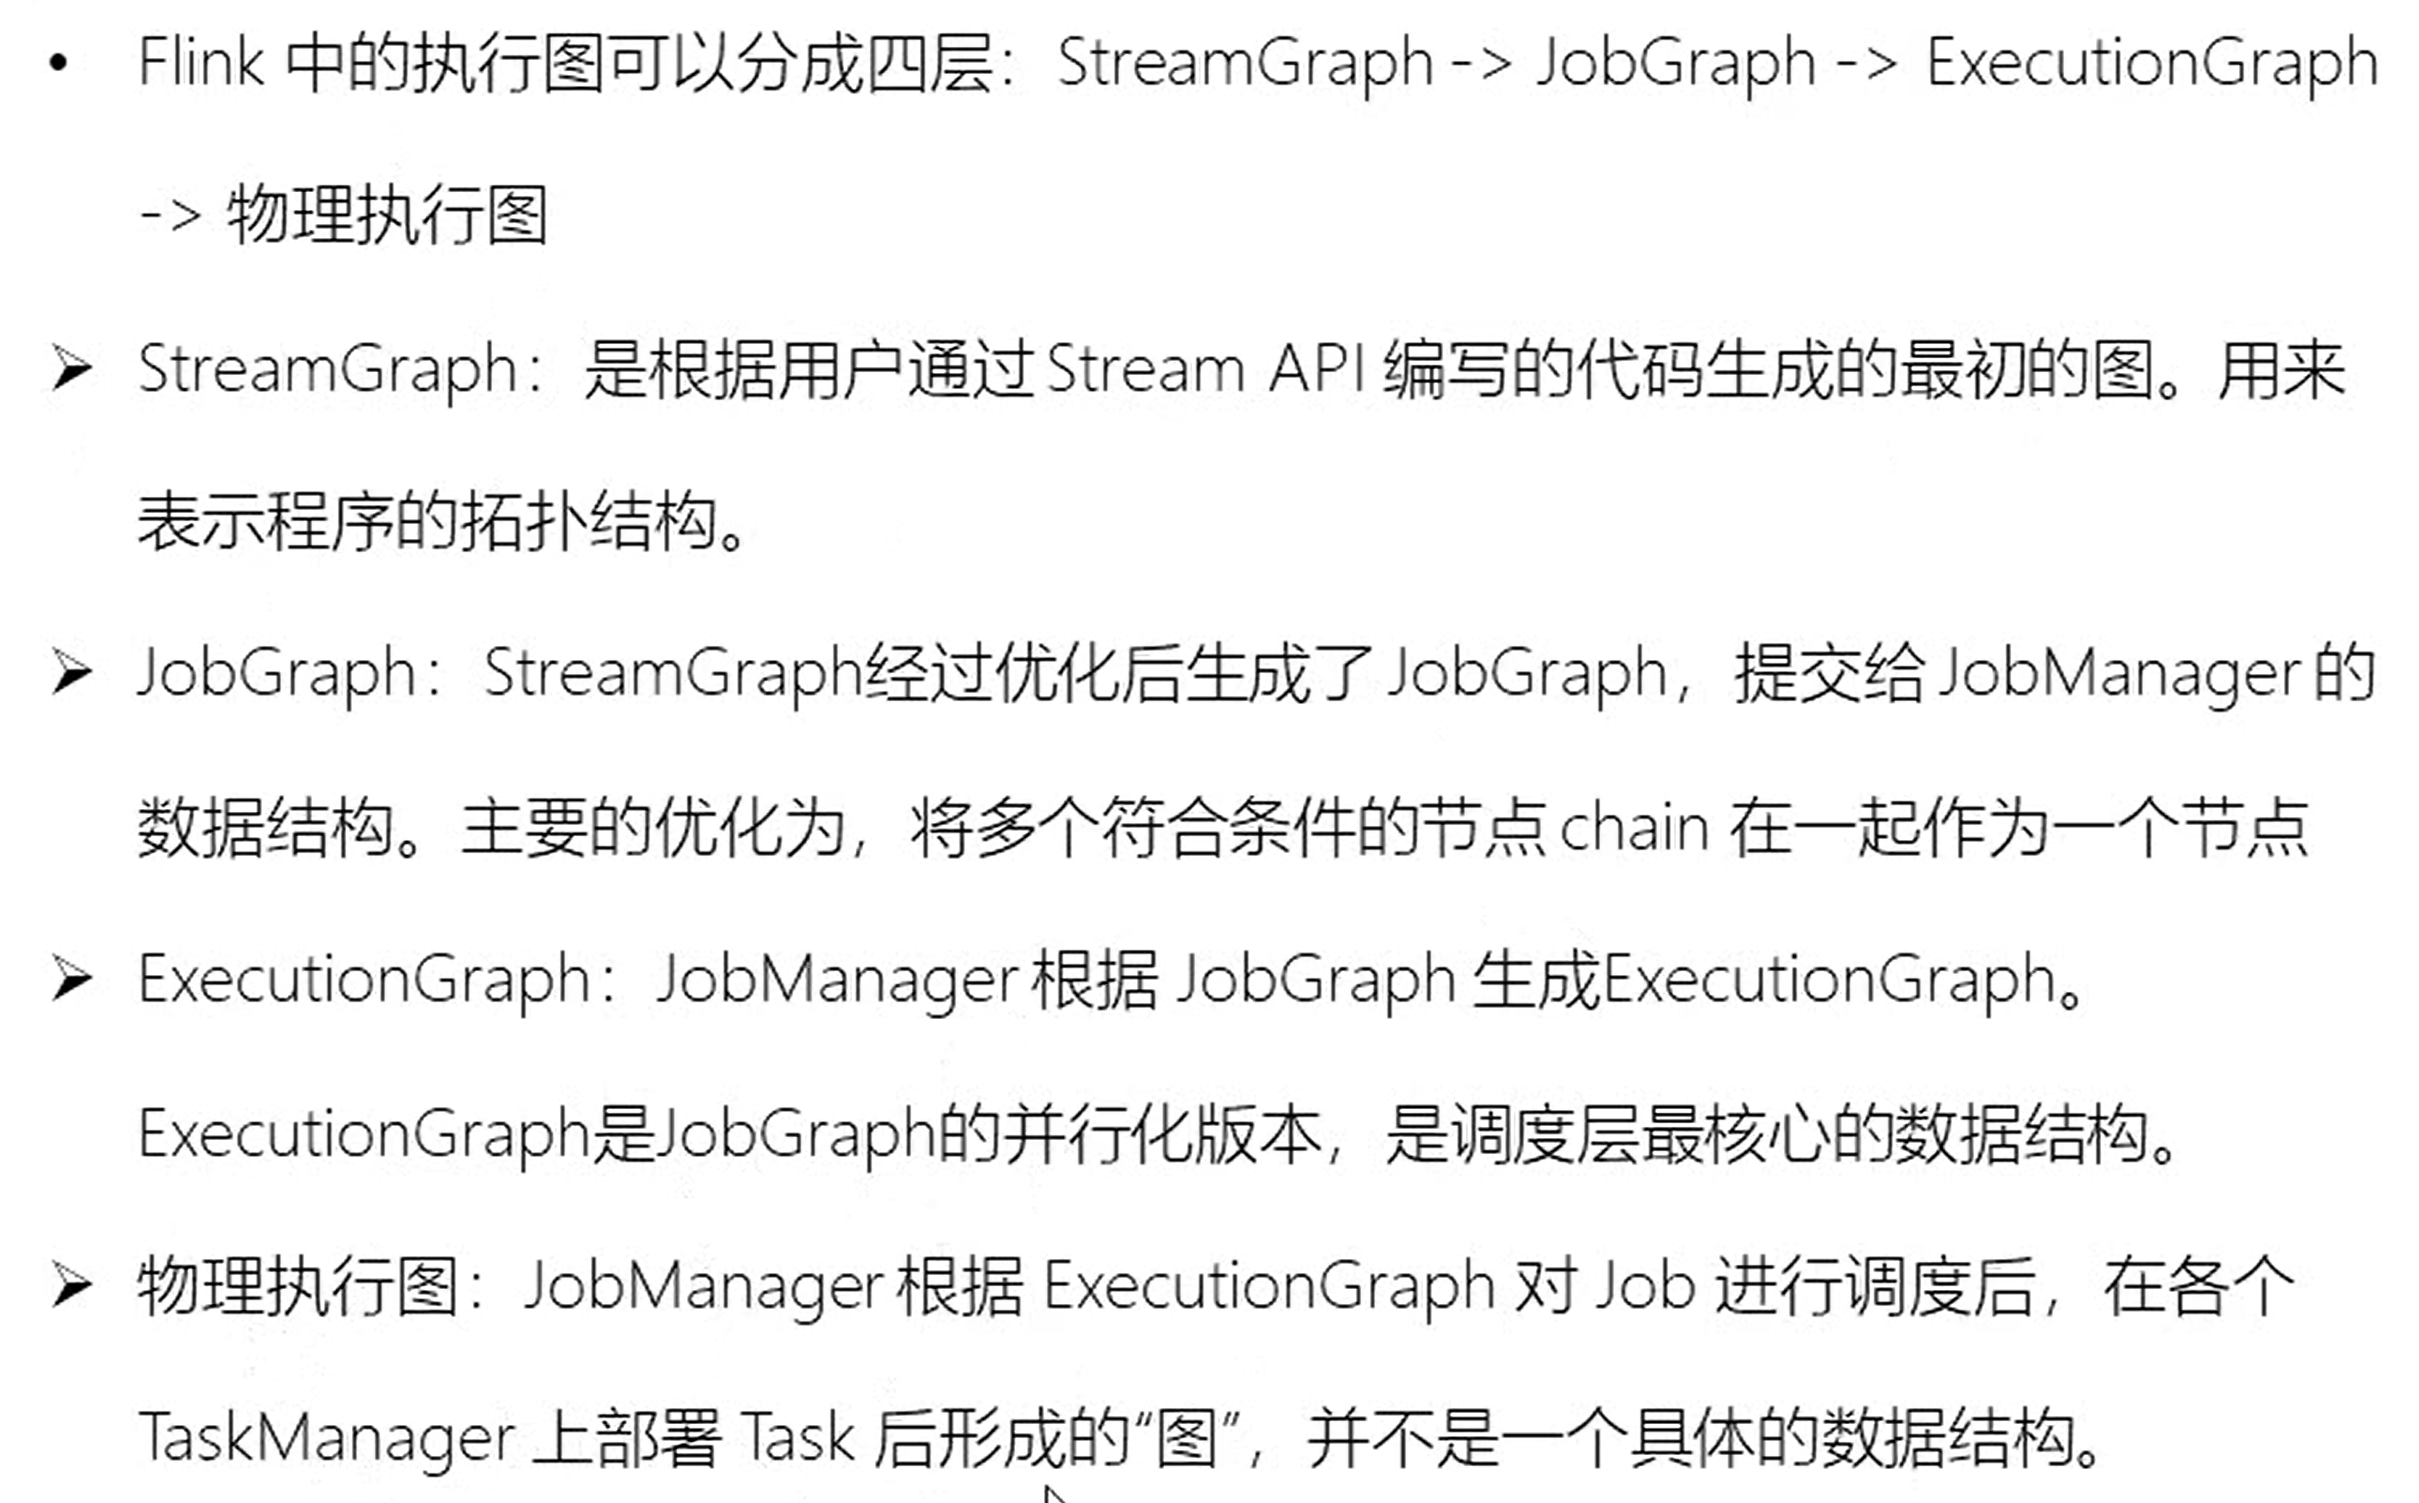 • Flink 中的执行图可以分成四层：StreamGraph -> JobGraph -> ExecutionGraph
-> 物理执行图
➢ StreamGraph：是根据用户通过 Stream API 编写的代码生成的最初的图。用来
表示程序的拓扑结构。
➢ JobGraph：StreamGraph经过优化后生成了 JobGraph，提交给 JobManager 的
数据结构。主要的优化为，将多个符合条件的节点 chain 在一起作为一个节点
➢ ExecutionGraph：JobManager 根据 JobGraph 生成ExecutionGraph。
ExecutionGraph是JobGraph的并行化版本，是调度层最核心的数据结构。
➢ 物理执行图：JobManager 根据 ExecutionGraph 对 Job 进行调度后，在各个
TaskManager 上部署 Task 后形成的“图”，并不是一个具体的数据结构。